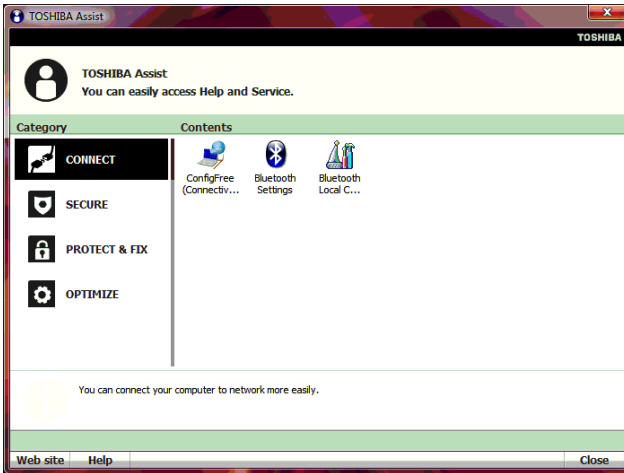 TOSHIBA Assist
TOSHIBA
TOSHIBA Assist
You can easily access Help and Service.
Category
Contents
CONNECT
SECURE
PROTECT & FIX
OPTIMIZE
ConfigFree
(Connectiv...
Bluetooth
Settings
Bluetooth
Local C...
You can connect your computer to network more easily.
Web site
Help
Close